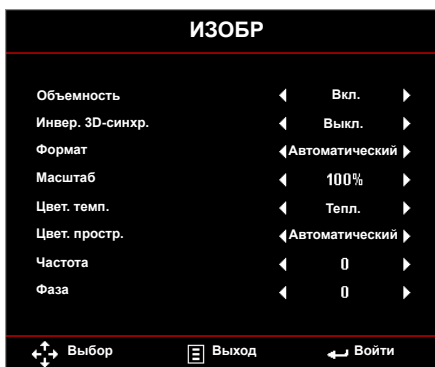 ИЗОБР
Объемность Вкл.
Инвер. 3D-синхр. Выкл.
Формат Автоматический
Масштаб 100%
Цвет. темп. Тепл.
Цвет. простр. Автоматический
Частота 0
Фаза 0
Выбор Выход Войти